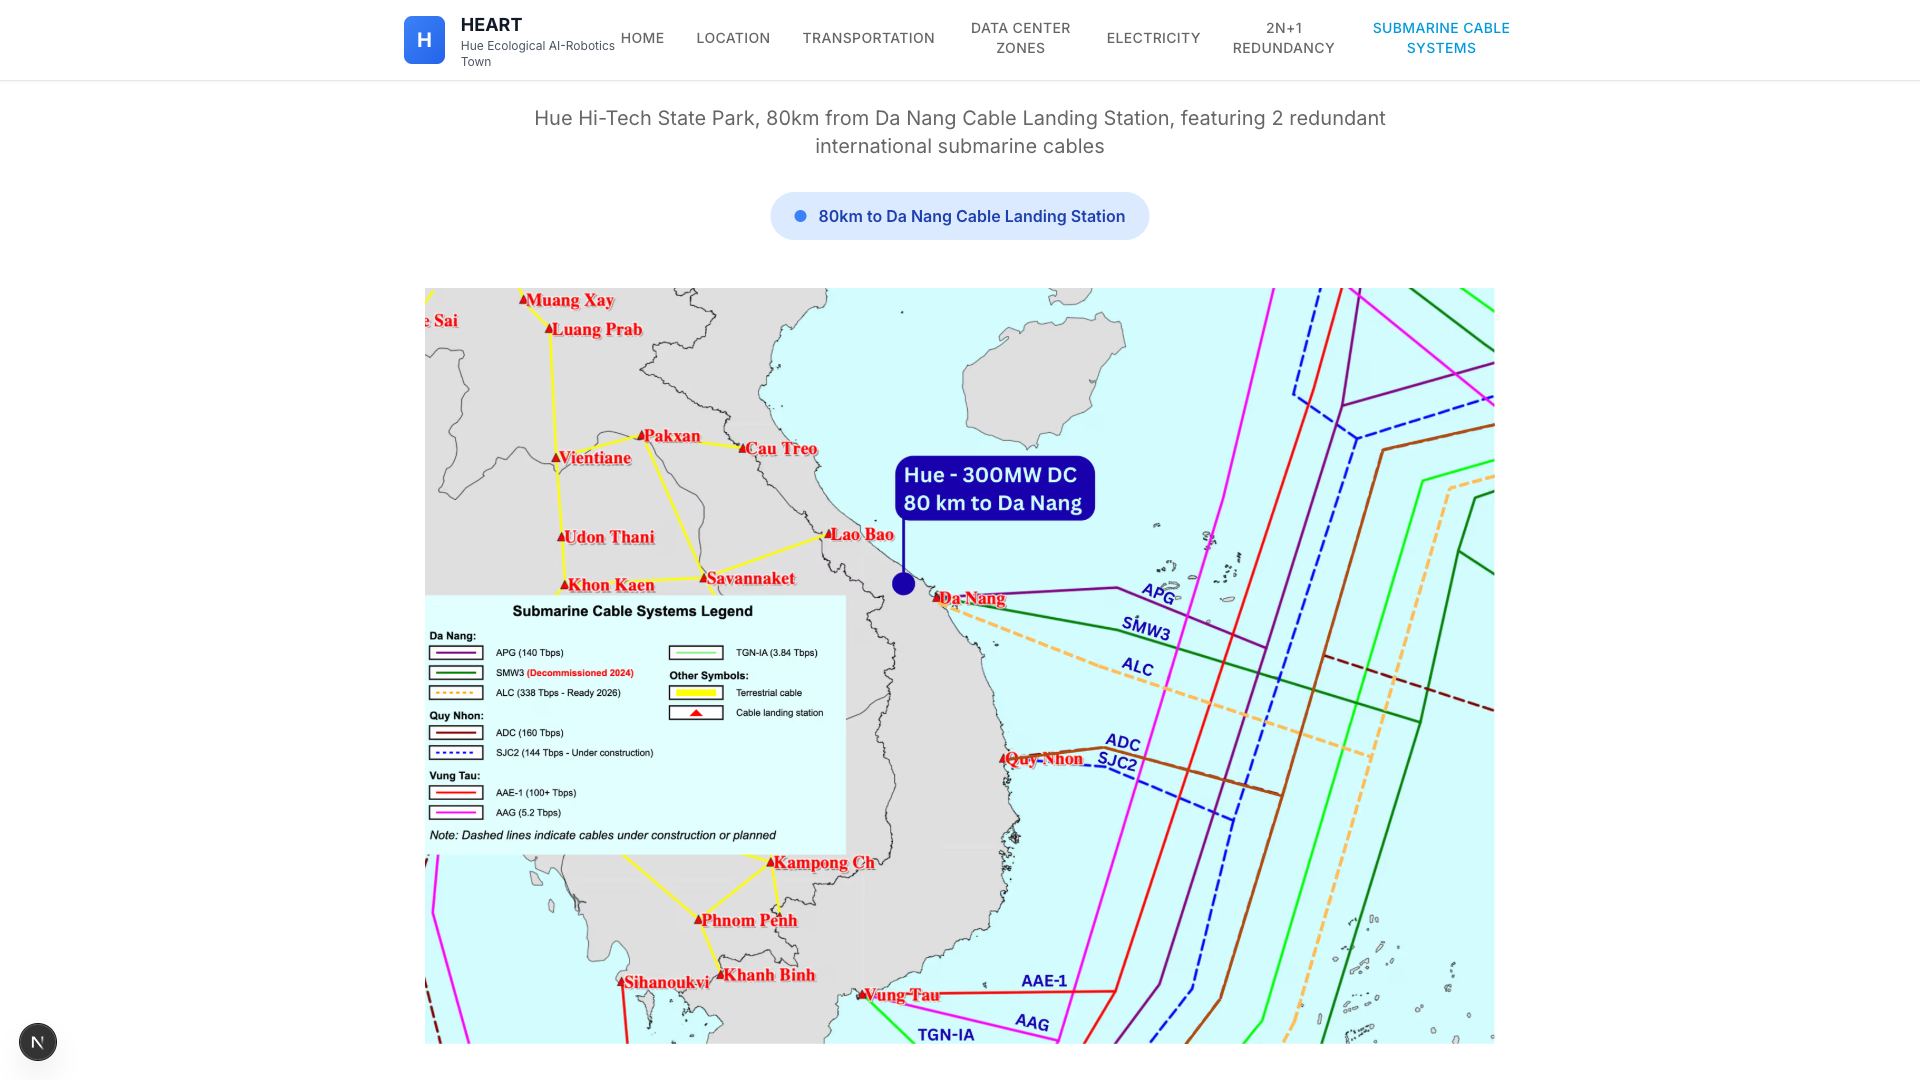 H
HEART
Hue Ecological AI-Robotics
Town
HOME
LOCATION
TRANSPORTATION
DATA CENTER
ZONES
ELECTRICITY
2N+1
REDUNDANCY
SUBMARINE CABLE
SYSTEMS
Hue Hi-Tech State Park, 80km from Da Nang Cable Landing Station, featuring 2 redundant
international submarine cables
80km to Da Nang Cable Landing Station
Muang Xay
e Sai
Luang Prab
Pakxan
Cau Treo
Vientiane
Hue - 300MW DC
80 km to Da Nang
Lao Bao
Udon Thani
Savannaket
Khon Kaen
Da Nang
APG
SMW3
ALC
Submarine Cable Systems Legend
Da Nang:
APG (140 Tbps)
SMW3 (Decommissioned 2024)
ALC (338 Tbps - Ready 2026)
Quy Nhon:
ADC (160 Tbps)
SJC2 (144 Tbps - Under construction)
Vung Tau:
AAE-1 (100+ Tbps)
AAG (5.2 Tbps)
TGN-IA (3.84 Tbps)
Other Symbols:
Terrestrial cable
Cable landing station
Note: Dashed lines indicate cables under construction or planned
ADC
Quy Nhon
SJC2
Kampong Ch
Phnom Penh
Khanh Binh
Sihanoukvi
AAE-1
Vung Tau
AAG
TGN-IA
N